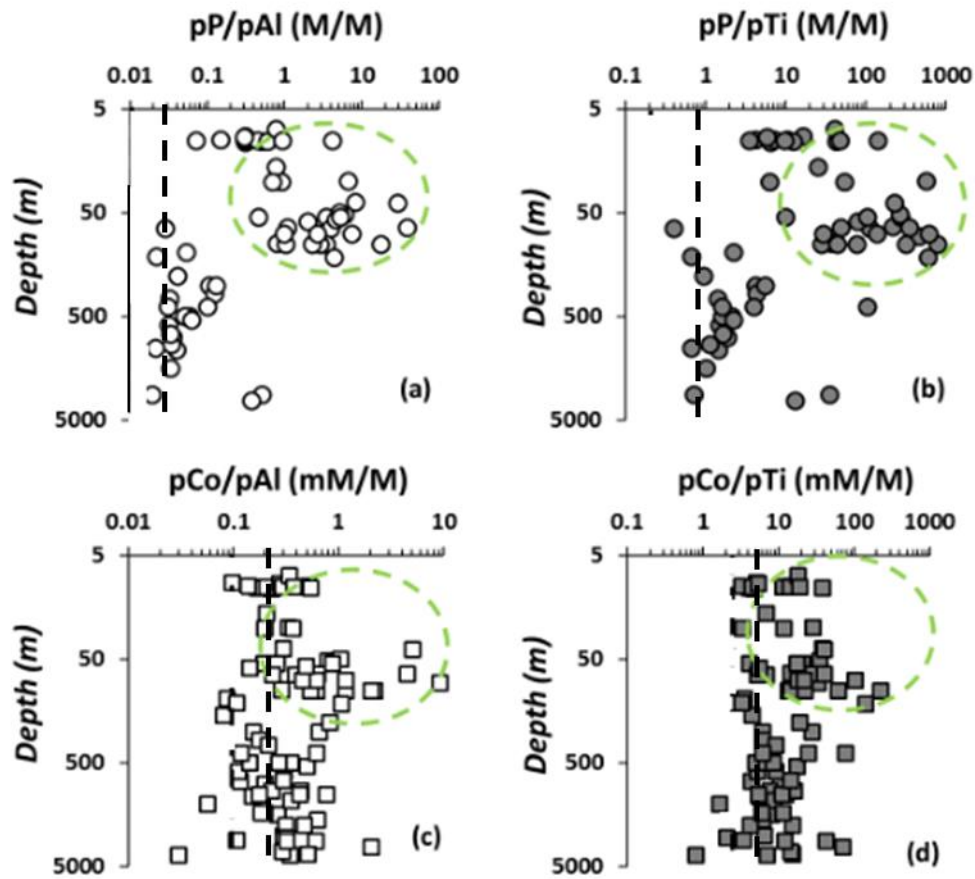 pP/pAl (M/M)
0.01 0.1 1 10 100
5
50
500
5000
Depth (m)
(a)
pP/pTi (M/M)
0.1 1 10 100 1000
5
50
500
5000
Depth (m)
(b)
pCo/pAl (mM/M)
0.01 0.1 1 10
5
50
500
5000
Depth (m)
(c)
pCo/pTi (mM/M)
0.1 1 10 100 1000
5
50
500
5000
Depth (m)
(d)